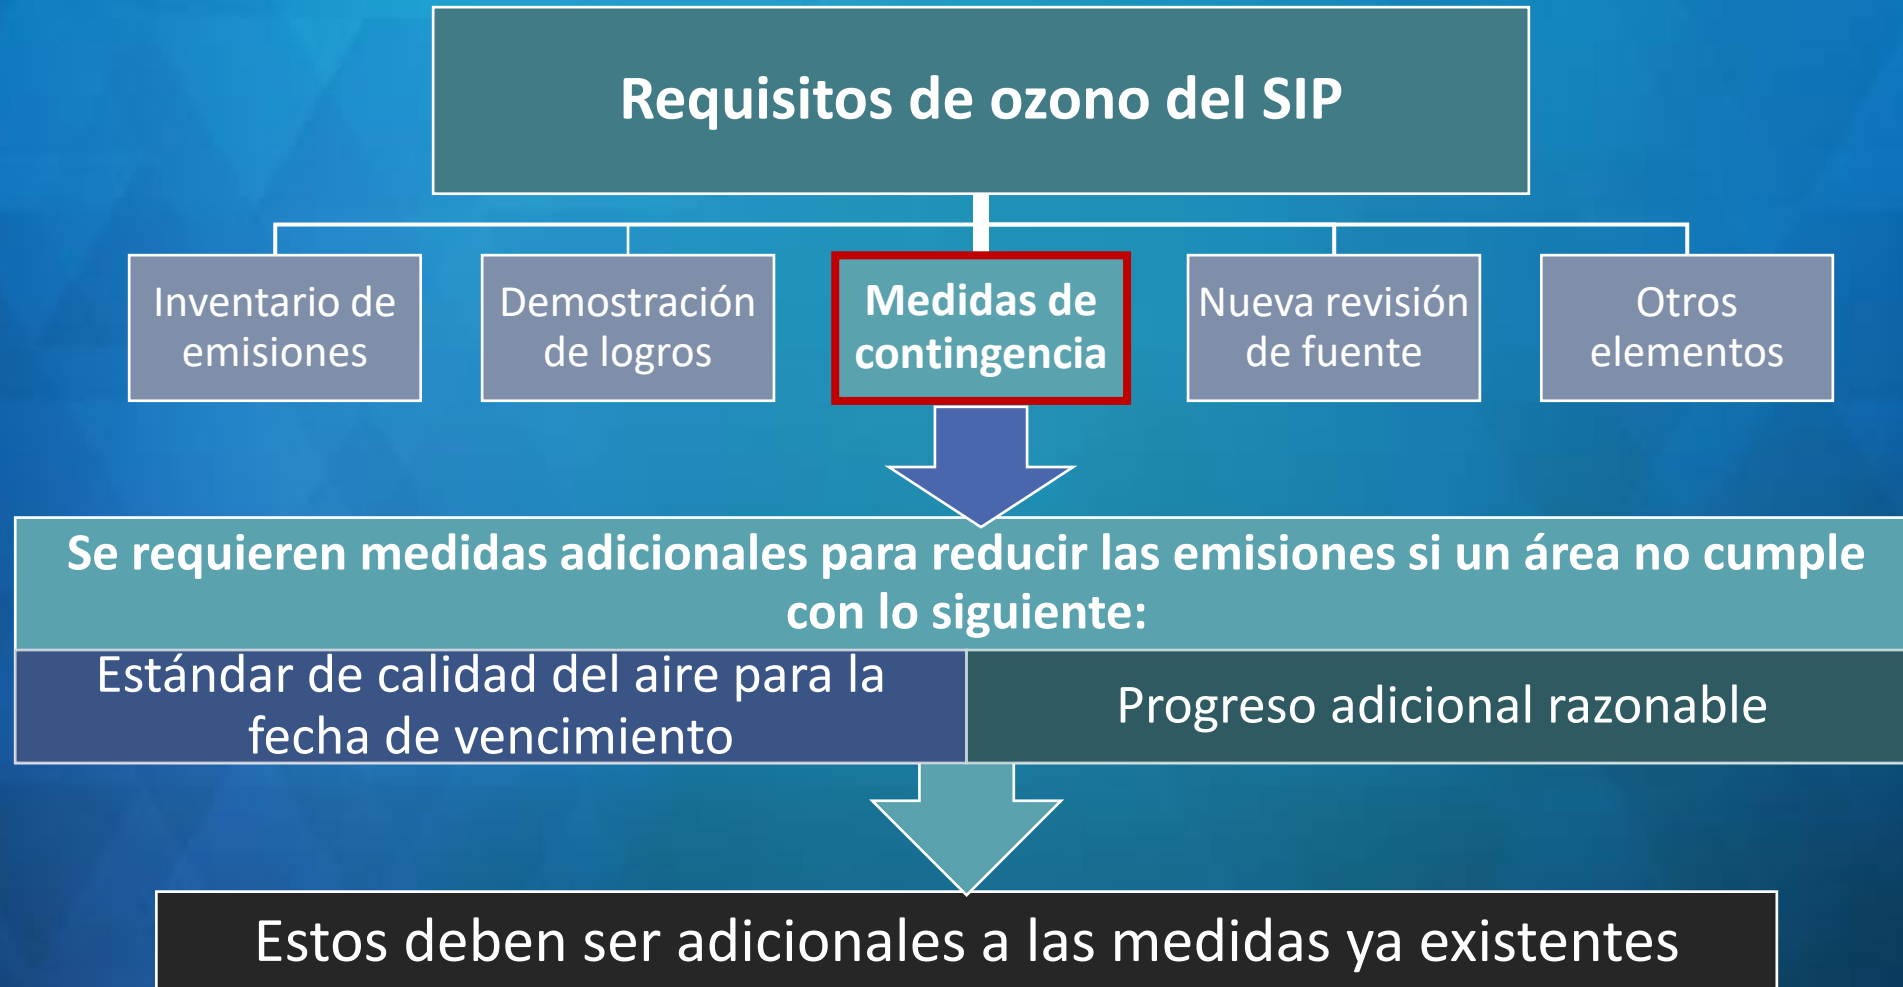 Requisitos de ozono del SIP
Inventario de
emisiones
Demostración
de logros
Medidas de
contingencia
Nueva revisión
de fuente
Otros
elementos
Se requieren medidas adicionales para reducir las emisiones si un área no cumple
con lo siguiente:
Estándar de calidad del aire para la
fecha de vencimiento
Progreso adicional razonable
Estos deben ser adicionales a las medidas ya existentes